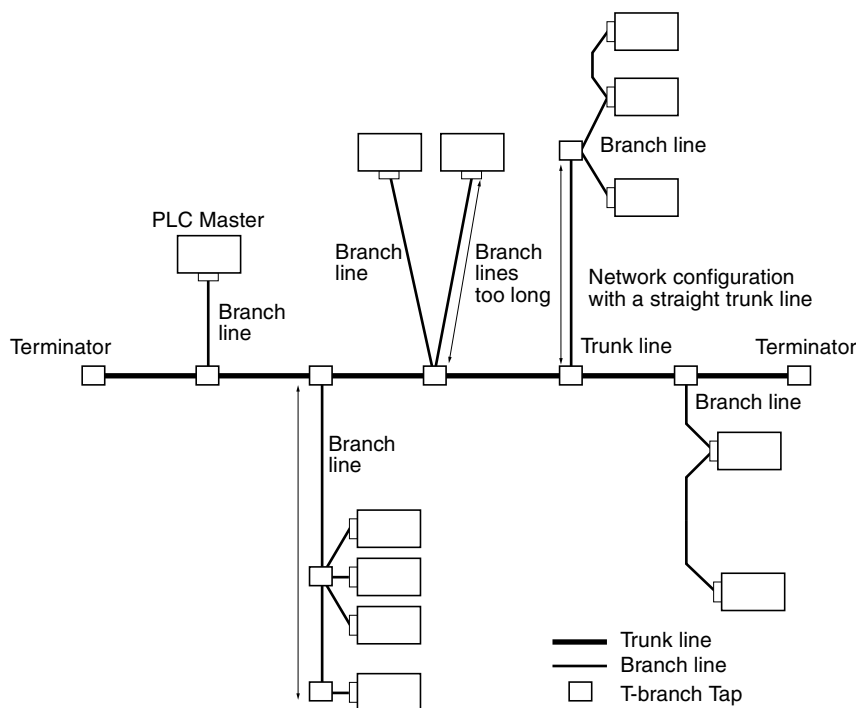 Branch line
PLC Master
Branch
line
Branch
lines
too long
Network configuration
with a straight trunk line
Branch
line
Terminator
Trunk line
Terminator
Branch line
Branch
line
Trunk line
Branch line
T-branch Tap